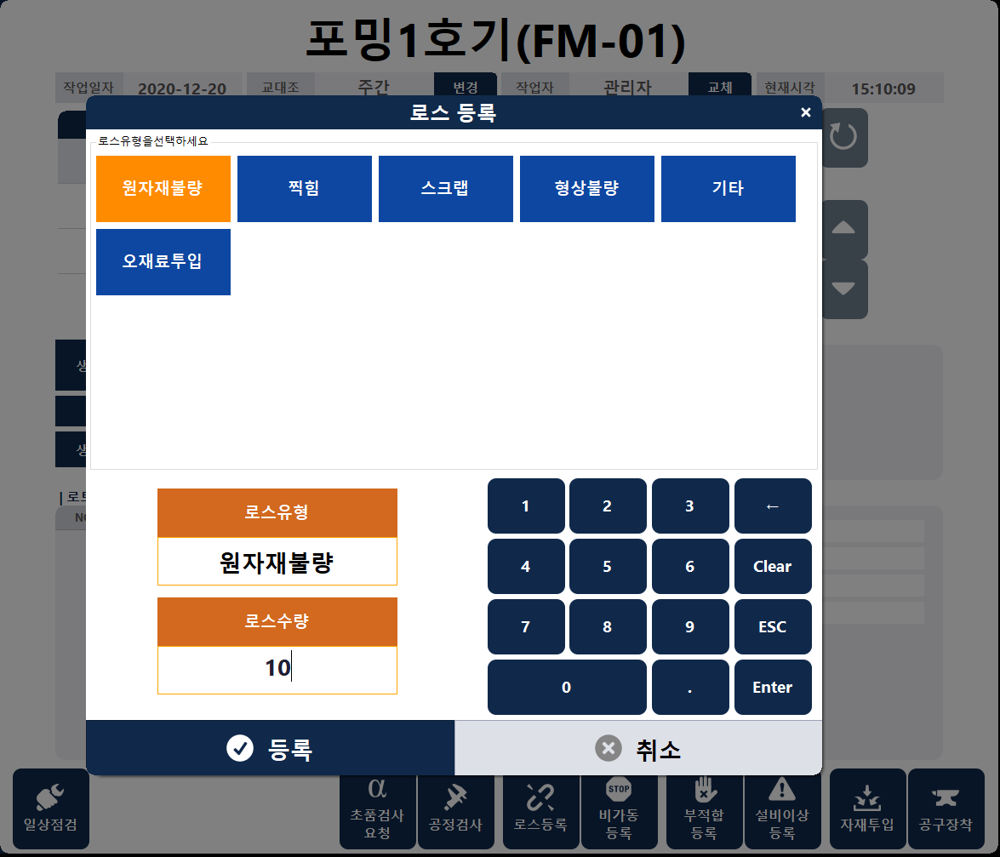 포밍1호기(FM-01)
작업일자 2020-12-20 교대조 주간 변경 작업자 관리자 교체 현재시각 15:10:09
로스 등록 ×
로스유형을선택하세요
원자재불량 찍힘 스크랩 형상불량 기타
오재료투입
로스유형
원자재불량
로스수량
10
1 2 3 ←
4 5 6 Clear
7 8 9 ESC
0 . Enter
등록 취소
일상점검
α
초품검사
요청
공정검사
로스등록
STOP
비가동
등록
부적합
등록
설비이상
등록
자재투입
공구장착